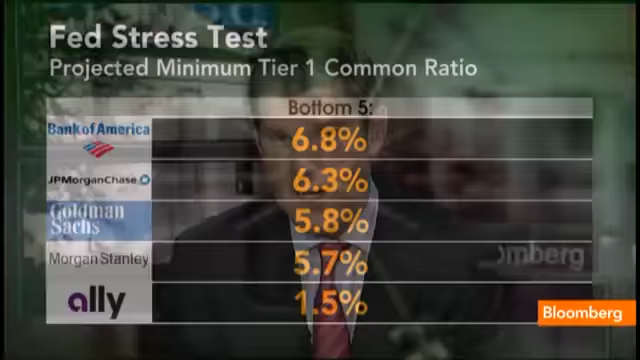 Fed Stress Test
Projected Minimum Tier 1 Common Ratio
Bottom 5:
Bank of America 6.8%
JPMorganChase 6.3%
Goldman Sachs 5.8%
Morgan Stanley 5.7%
ally 1.5%
omberg
Bloomberg